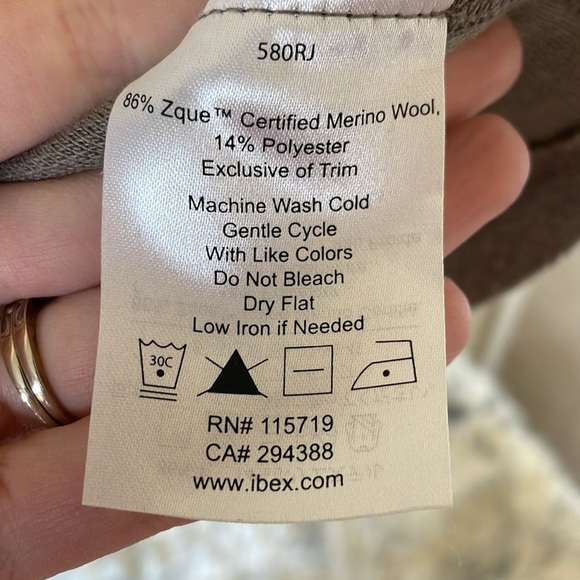 580RJ
86% Zque™ Certified Merino Wool,
14% Polyester
Exclusive of Trim
Machine Wash Cold
Gentle Cycle
With Like Colors
Do Not Bleach
Dry Flat
Low Iron if Needed
30C
RN# 115719
CA# 294388
www.ibex.com